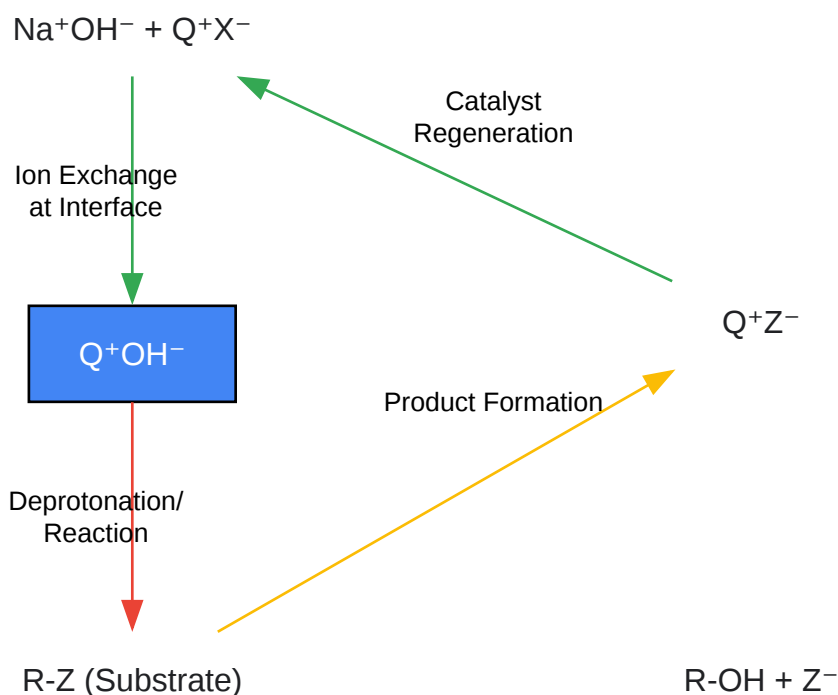 Na⁺OH⁻ + Q⁺X⁻
Catalyst
Regeneration
Ion Exchange
at Interface
Q⁺Z⁻
Q⁺OH⁻
Product Formation
Deprotonation/
Reaction
R-Z (Substrate)
R-OH + Z⁻